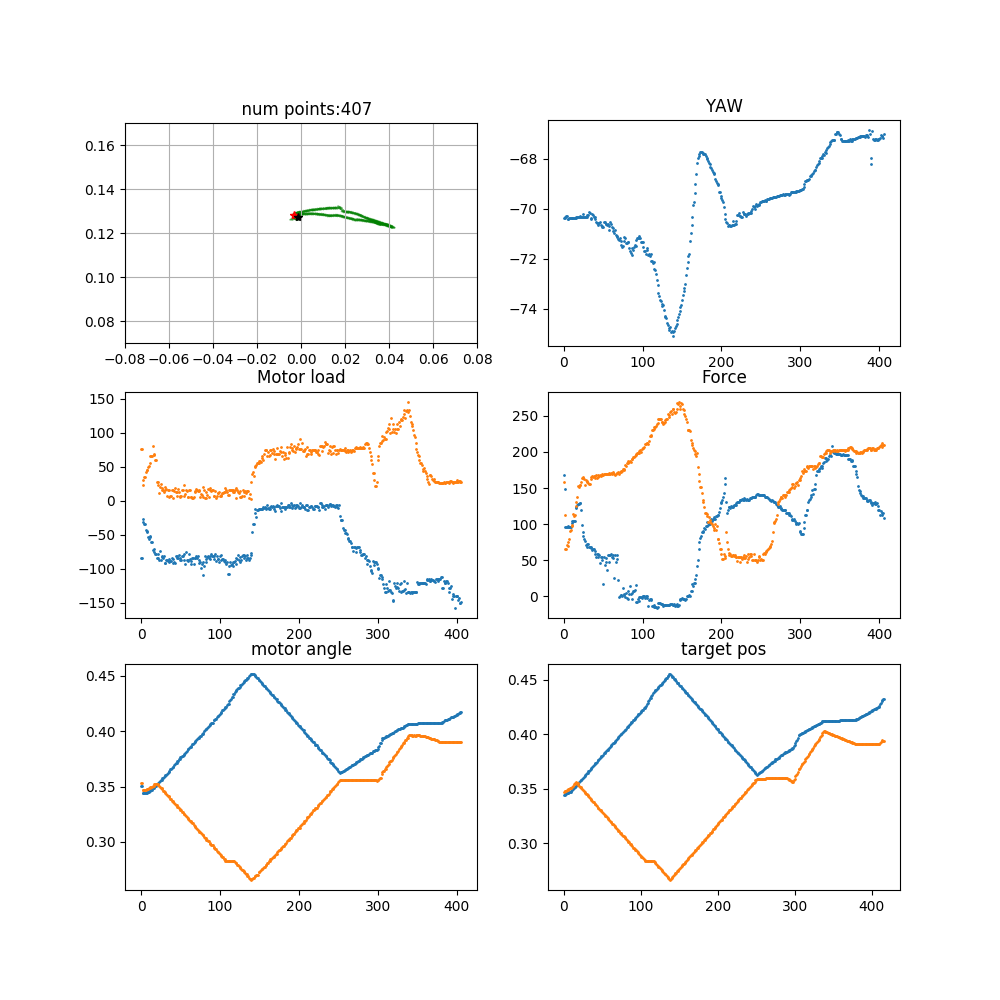 num points:407
0.16
0.14
0.12
0.10
0.08
−0.08 −0.06 −0.04 −0.02 0.00 0.02 0.04 0.06 0.08
YAW
−68
−70
−72
−74
0 100 200 300 400
Motor load
150
100
50
0
−50
−100
−150
0 100 200 300 400
Force
250
200
150
100
50
0
0 100 200 300 400
motor angle
0.45
0.40
0.35
0.30
0 100 200 300 400
target pos
0.45
0.40
0.35
0.30
0 100 200 300 400